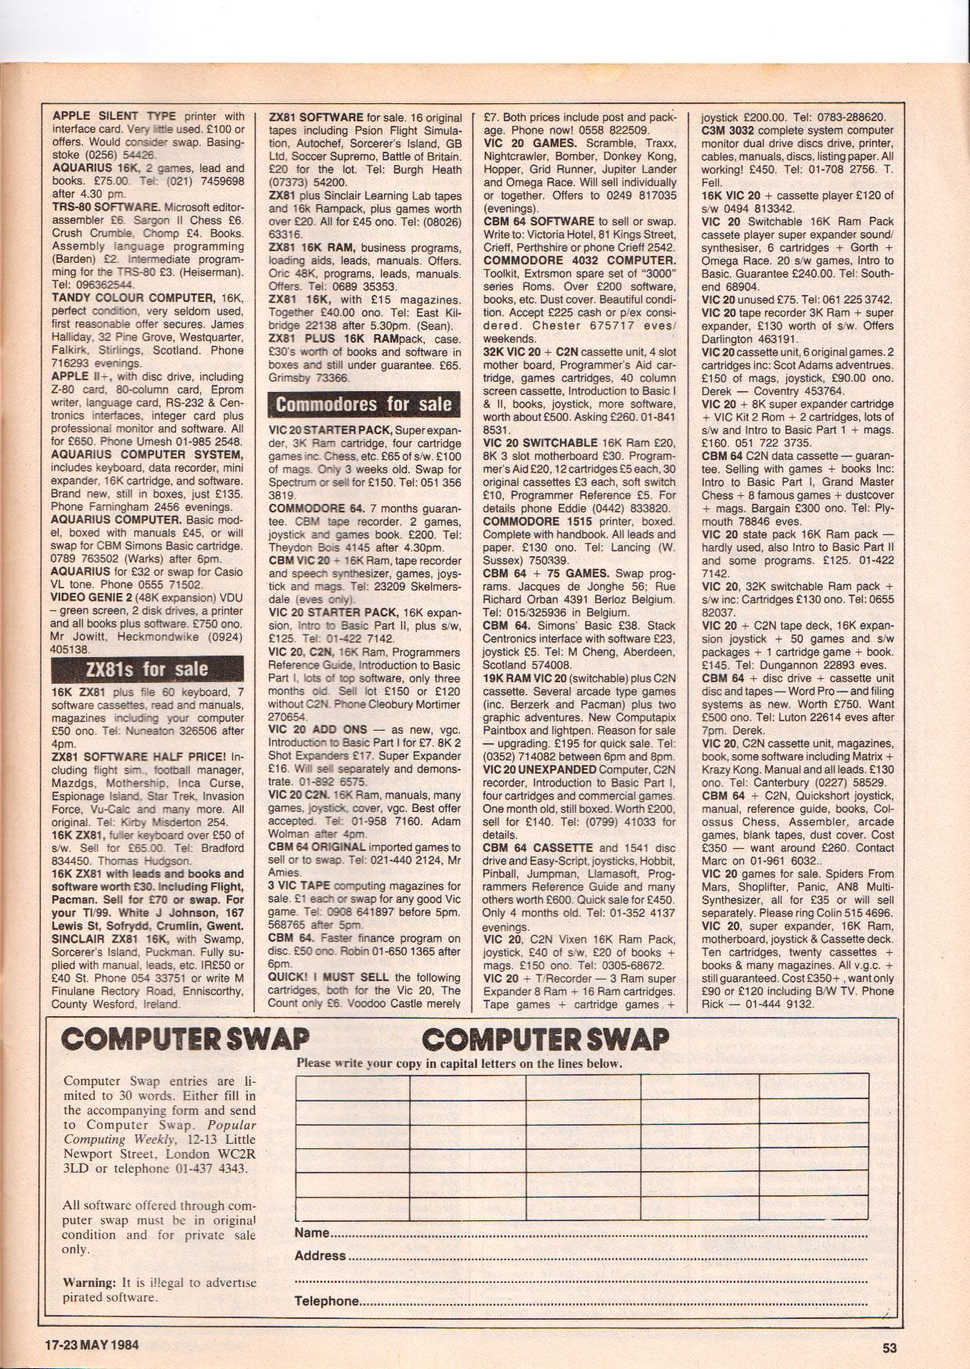 APPLE SILENT TYPE printer with
interface card. Very little used. £100 or
offers. Would consider swap. Basing-
stoke (0256) 54426.
AQUARIUS 16K, 2 games, lead and
books. £75.00. Tel: (021) 7459698
after 4.30 pm.
TRS-80 SOFTWARE. Microsoft editor-
assembler £6. Sargon II Chess £6.
Crush Crumble, Chomp £4. Books.
Assembly language programming
(Barden) £2. Intermediate program-
ming for the TRS-80 £3. (Heiserman).
Tel: 096362544.
TANDY COLOUR COMPUTER, 16K,
perfect condition, very seldom used,
first reasonable offer secures. James
Halliday, 32 Pine Grove, Westquarter,
Falkirk, Stirlings, Scotland. Phone
716293 evenings.
APPLE II+, with disc drive, including
Z-80 card, 80-column card, Eprom
writer, language card, RS-232 & Cen-
tronics interfaces, integer card plus
professional monitor and software. All
for £650. Phone Umesh 01-985 2548.
AQUARIUS COMPUTER SYSTEM,
includes keyboard, data recorder, mini
expander, 16K cartridge, and software.
Brand new, still in boxes, just £135.
Phone Farningham 2456 evenings.
AQUARIUS COMPUTER. Basic mod-
el, boxed with manuals £45, or will
swap for CBM Simons Basic cartridge.
0789 763502 (Warks) after 6pm.
AQUARIUS for £32 or swap for Casio
VL tone. Phone 0555 71502.
VIDEO GENIE 2 (48K expansion) VDU
– green screen, 2 disk drives, a printer
and all books plus software. £750 ono.
Mr Jowitt, Heckmondwike (0924)
405138.
ZX81s for sale
16K ZX81 plus file 60 keyboard, 7
software cassettes, read and manuals,
magazines including your computer
£50 ono. Tel: Nuneaton 326506 after
4pm.
ZX81 SOFTWARE HALF PRICE! In-
cluding flight sim., football manager,
Mazdgs, Mothership, Inca Curse,
Espionage Island, Star Trek, Invasion
Force, Vu-Calc and many more. All
original. Tel: Kirby Misderton 254.
16K ZX81, fuller keyboard over £50 of
s/w. Sell for £65.00. Tel: Bradford
834450. Thomas Hudgson.
16K ZX81 with leads and books and
software worth £30. Including Flight,
Pacman. Sell for £70 or swap. For
your TI/99. White J Johnson, 167
Lewis St, Sofrydd, Crumlin, Gwent.
SINCLAIR ZX81 16K, with Swamp,
Sorcerer's Island, Puckman. Fully su-
plied with manual, leads, etc. IR£50 or
£40 St. Phone 054 33751 or write M
Finulane Rectory Road, Enniscorthy,
County Wesford, Ireland.
ZX81 SOFTWARE for sale. 16 original
tapes including Psion Flight Simula-
tion, Autochef, Sorcerer's Island, GB
Ltd, Soccer Supremo, Battle of Britain.
£20 for the lot. Tel: Burgh Heath
(07373) 54200.
ZX81 plus Sinclair Learning Lab tapes
and 16k Rampack, plus games worth
over £20. All for £45 ono. Tel: (08026)
63316.
ZX81 16K RAM, business programs,
loading aids, leads, manuals. Offers.
Oric 48K, programs, leads, manuals.
Offers. Tel: 0689 35353.
ZX81 16K, with £15 magazines.
Together £40.00 ono. Tel: East Kil-
bridge 22138 after 5.30pm. (Sean).
ZX81 PLUS 16K RAMpack, case.
£30's worth of books and software in
boxes and still under guarantee. £65.
Grimsby 73366.
Commodores for sale
VIC 20 STARTER PACK, Super expan-
der, 3K Ram cartridge, four cartridge
games inc. Chess, etc. £65 of s/w. £100
of mags. Only 3 weeks old. Swap for
Spectrum or sell for £150. Tel: 051 356
3819.
COMMODORE 64. 7 months guaran-
tee. CBM tape recorder. 2 games,
joystick and games book. £200. Tel:
Theydon Bois 4145 after 4.30pm.
CBM VIC 20 + 16K Ram, tape recorder
and speech synthesizer, games, joys-
tick and mags. Tel: 23209 Skelmers-
dale (eves only).
VIC 20 STARTER PACK, 16K expan-
sion, Intro to Basic Part II, plus s/w,
£125. Tel: 01-422 7142.
VIC 20, C2N, 16K Ram, Programmers
Reference Guide, Introduction to Basic
Part I, lots of top software, only three
months old. Sell lot £150 or £120
without C2N. Phone Cleobury Mortimer
270654.
VIC 20 ADD ONS — as new, vgc.
Introduction to Basic Part I for £7. 8K 2
Shot Expanders £17. Super Expander
£16. Will sell separately and demons-
trate. 01-892 6575.
VIC 20 C2N, 16K Ram, manuals, many
games, joystick, cover, vgc. Best offer
accepted. Tel: 01-958 7160. Adam
Wolman after 4pm.
CBM 64 ORIGINAL imported games to
sell or to swap. Tel: 021-440 2124, Mr
Amies.
3 VIC TAPE computing magazines for
sale. £1 each or swap for any good Vic
game. Tel: 0908 641897 before 5pm.
568765 after 5pm.
CBM 64. Faster finance program on
disc. £50 ono. Robin 01-650 1365 after
6pm.
QUICK! I MUST SELL the following
cartridges, both for the Vic 20, The
Count only £6. Voodoo Castle merely
£7. Both prices include post and pack-
age. Phone now! 0558 822509.
VIC 20 GAMES. Scramble, Traxx,
Nightcrawler, Bomber, Donkey Kong,
Hopper, Grid Runner, Jupiter Lander
and Omega Race. Will sell individually
or together. Offers to 0249 817035
(evenings).
CBM 64 SOFTWARE to sell or swap.
Write to: Victoria Hotel, 81 Kings Street,
Crieff, Perthshire or phone Crieff 2542.
COMMODORE 4032 COMPUTER.
Toolkit, Extrsmon spare set of "3000"
series Roms. Over £200 software,
books, etc. Dust cover. Beautiful condi-
tion. Accept £225 cash or p/ex consi-
dered. Chester 675717 eves/
weekends.
32K VIC 20 + C2N cassette unit, 4 slot
mother board, Programmer's Aid car-
tridge, games cartridges, 40 column
screen cassette, Introduction to Basic I
& II, books, joystick, more software,
worth about £500. Asking £260. 01-841
8531.
VIC 20 SWITCHABLE 16K Ram £20,
8K 3 slot motherboard £30. Program-
mer's Aid £20, 12 cartridges £5 each, 30
original cassettes £3 each, soft switch
£10, Programmer Reference £5. For
details phone Eddie (0442) 833820.
COMMODORE 1515 printer, boxed.
Complete with handbook. All leads and
paper. £130 ono. Tel: Lancing (W.
Sussex) 750339.
CBM 64 + 75 GAMES. Swap prog-
rams. Jacques de Jonghe 56; Rue
Richard Orban 4391 Berloz Belgium.
Tel: 015/325936 in Belgium.
CBM 64. Simons' Basic £38. Stack
Centronics interface with software £23,
joystick £5. Tel: M Cheng, Aberdeen,
Scotland 574008.
19K RAM VIC 20 (switchable) plus C2N
cassette. Several arcade type games
(inc. Berzerk and Pacman) plus two
graphic adventures. New Computapix
Paintbox and lightpen. Reason for sale
— upgrading. £195 for quick sale. Tel:
(0352) 714082 between 6pm and 8pm.
VIC 20 UNEXPANDED Computer, C2N
recorder, Introduction to Basic Part I,
four cartridges and commercial games.
One month old, still boxed. Worth £200,
sell for £140. Tel: (0799) 41033 for
details.
CBM 64 CASSETTE and 1541 disc
drive and Easy-Script, joysticks, Hobbit,
Pinball, Jumpman, Llamasoft, Prog-
rammers Reference Guide and many
others worth £600. Quick sale for £450.
Only 4 months old. Tel: 01-352 4137
evenings.
VIC 20, C2N Vixen 16K Ram Pack,
joystick, £40 of s/w, £20 of books +
mags. £150 ono. Tel: 0305-68672.
VIC 20 + T/Recorder — 3 Ram super
Expander 8 Ram + 16 Ram cartridges.
Tape games + cartridge games +
joystick £200.00. Tel: 0783-288620.
C3M 3032 complete system computer
monitor dual drive discs drive, printer,
cables, manuals, discs, listing paper. All
working! £450. Tel: 01-708 2756. T.
Fell.
16K VIC 20 + cassette player £120 of
s/w 0494 813342.
VIC 20 Switchable 16K Ram Pack
cassete player super expander sound/
synthesiser, 6 cartridges + Gorth +
Omega Race. 20 s/w games, Intro to
Basic. Guarantee £240.00. Tel: South-
end 68904.
VIC 20 unused £75. Tel: 061 225 3742.
VIC 20 tape recorder 3K Ram + super
expander, £130 worth of s/w. Offers
Darlington 463191.
VIC 20 cassette unit, 6 original games. 2
cartridges inc: Scot Adams adventrues.
£150 of mags, joystick, £90.00 ono.
Derek — Coventry 453764.
VIC 20 + 8K super expander cartridge
+ VIC Kit 2 Rom + 2 cartridges, lots of
s/w and Intro to Basic Part 1 + mags.
£160. 051 722 3735.
CBM 64 C2N data cassette — guaran-
tee. Selling with games + books Inc:
Intro to Basic Part I, Grand Master
Chess + 8 famous games + dustcover
+ mags. Bargain £300 ono. Tel: Ply-
mouth 78846 eves.
VIC 20 state pack 16K Ram pack —
hardly used, also Intro to Basic Part II
and some programs. £125. 01-422
7142.
VIC 20, 32K switchable Ram pack +
s/w inc: Cartridges £130 ono. Tel: 0655
82037.
VIC 20 + C2N tape deck, 16K expan-
sion joystick + 50 games and s/w
packages + 1 cartridge game + book.
£145. Tel: Dungannon 22893 eves.
CBM 64 + disc drive + cassette unit
disc and tapes — Word Pro — and filing
systems as new. Worth £750. Want
£500 ono. Tel: Luton 22614 eves after
7pm. Derek.
VIC 20, C2N cassette unit, magazines,
book, some software including Matrix +
Krazy Kong. Manual and all leads. £130
ono. Tel: Canterbury (0227) 58529.
CBM 64 + C2N, Quickshort joystick,
manual, reference guide, books, Col-
ossus Chess, Assembler, arcade
games, blank tapes, dust cover. Cost
£350 — want around £260. Contact
Marc on 01-961 6032..
VIC 20 games for sale. Spiders From
Mars, Shoplifter, Panic, AN8 Multi-
Synthesizer, all for £35 or will sell
separately. Please ring Colin 515 4696.
VIC 20, super expander, 16K Ram,
motherboard, joystick & Cassette deck.
Ten cartridges, twenty cassettes +
books & many magazines. All v.g.c. +
still guaranteed. Cost £350+, want only
£90 or £120 including B/W TV. Phone
Rick — 01-444 9132.
COMPUTER SWAP COMPUTER SWAP
Please write your copy in capital letters on the lines below.
Computer Swap entries are li-
mited to 30 words. Either fill in
the accompanying form and send
to Computer Swap. Popular
Computing Weekly, 12-13 Little
Newport Street, London WC2R
3LD or telephone 01-437 4343.
All software offered through com-
puter swap must be in original
condition and for private sale
only.
Warning: It is illegal to advertise
pirated software.
Name
Address
Telephone
17-23 MAY 1984
53